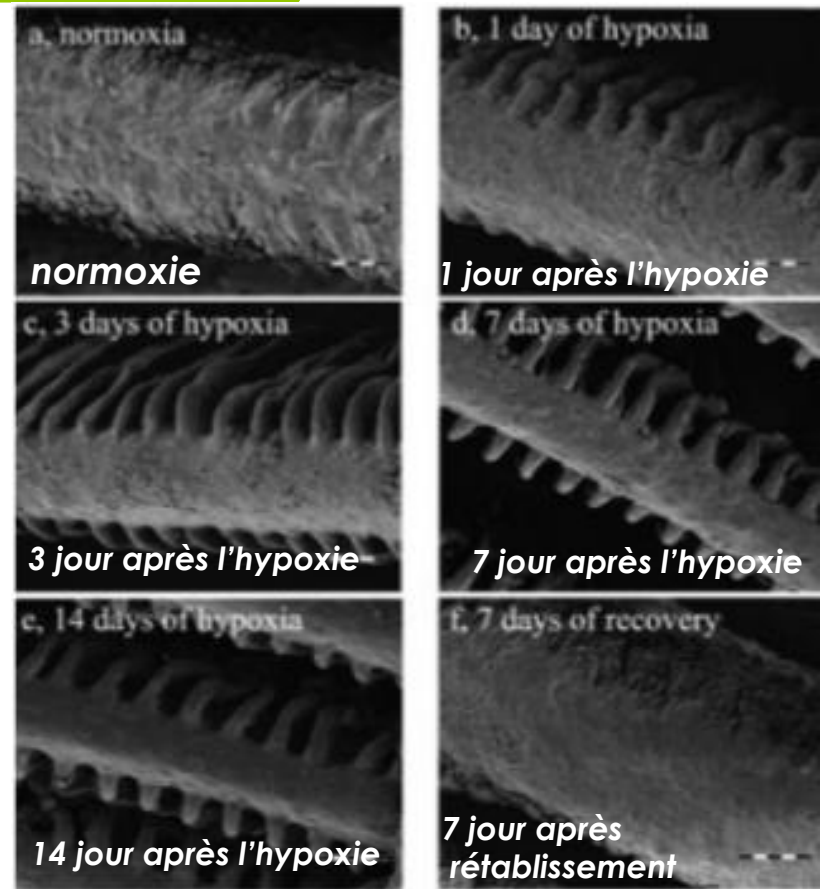 a, normoxia
normoxie
b, 1 day of hypoxia
1 jour après l’hypoxie
c, 3 days of hypoxia
3 jour après l’hypoxie
d, 7 days of hypoxia
7 jour après l’hypoxie
e, 14 days of hypoxia
14 jour après l’hypoxie
f, 7 days of recovery
7 jour après
rétablissement